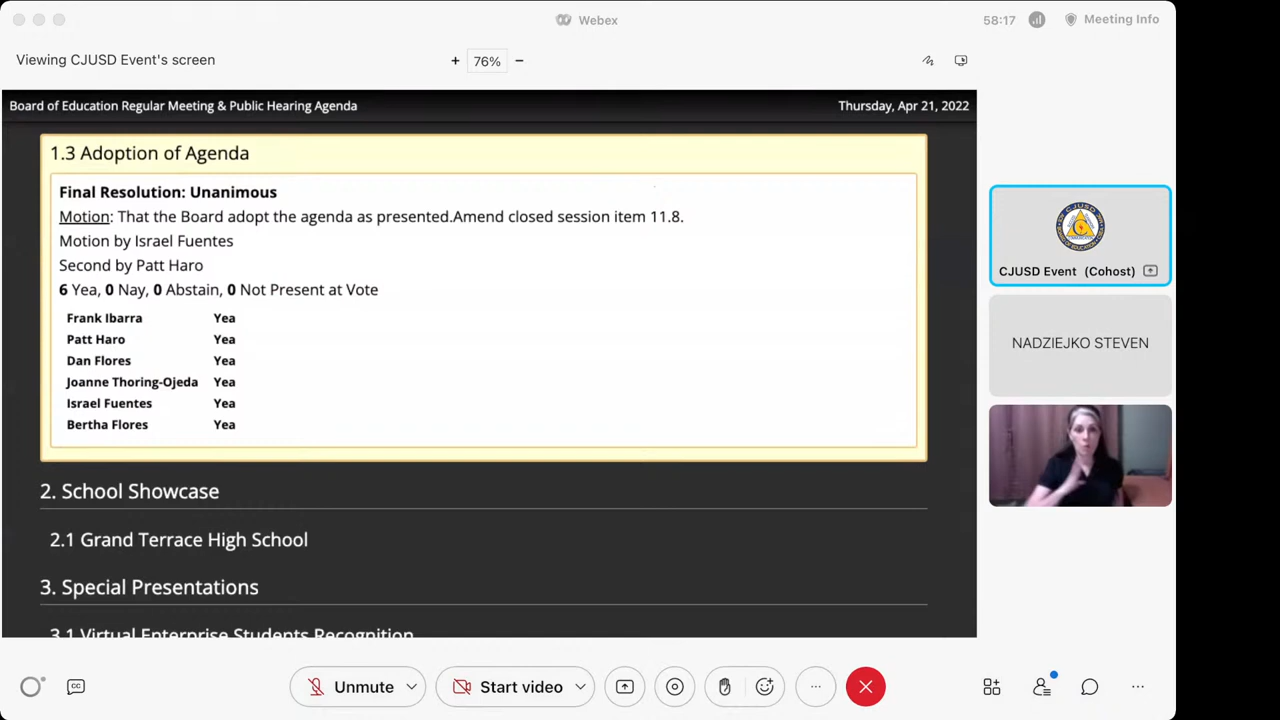 Webex
58:17
Meeting Info
Viewing CJUSD Event's screen
+ 76% −
Board of Education Regular Meeting & Public Hearing Agenda
Thursday, Apr 21, 2022
1.3 Adoption of Agenda
Final Resolution: Unanimous
Motion: That the Board adopt the agenda as presented.Amend closed session item 11.8.
Motion by Israel Fuentes
Second by Patt Haro
6 Yea, 0 Nay, 0 Abstain, 0 Not Present at Vote
Frank Ibarra Yea
Patt Haro Yea
Dan Flores Yea
Joanne Thoring-Ojeda Yea
Israel Fuentes Yea
Bertha Flores Yea
2. School Showcase
2.1 Grand Terrace High School
3. Special Presentations
3.1 Virtual Enterprise Students Recognition
CJUSD
CJUSD Event (Cohost)
NADZIEJKO STEVEN
CC
Unmute
Start video